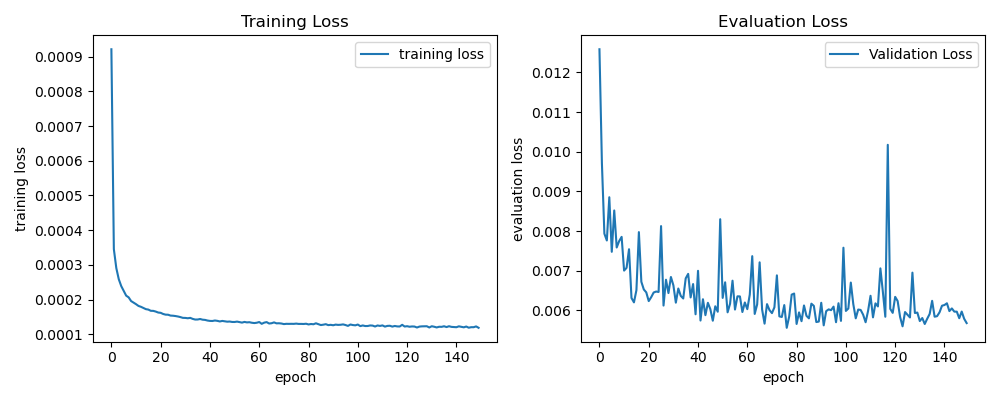 Training Loss
training loss
0.0009
0.0008
0.0007
0.0006
0.0005
0.0004
0.0003
0.0002
0.0001
training loss
0 20 40 60 80 100 120 140
epoch
Evaluation Loss
Validation Loss
0.012
0.011
0.010
0.009
0.008
0.007
0.006
evaluation loss
0 20 40 60 80 100 120 140
epoch